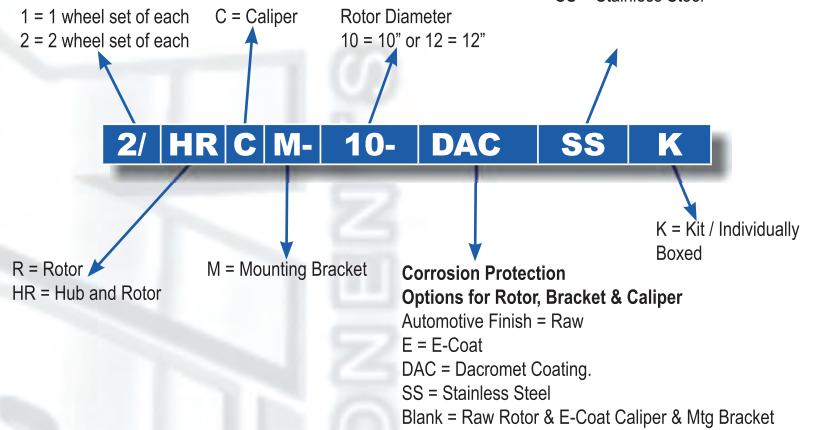 1 = 1 wheel set of each
2 = 2 wheel set of each
C = Caliper
Rotor Diameter
10 = 10” or 12 = 12”
2/ HR C M- 10- DAC SS K
R = Rotor
HR = Hub and Rotor
M = Mounting Bracket
Corrosion Protection
Options for Rotor, Bracket & Caliper
Automotive Finish = Raw
E = E-Coat
DAC = Dacromet Coating.
SS = Stainless Steel
Blank = Raw Rotor & E-Coat Caliper & Mtg Bracket
K = Kit / Individually
Boxed